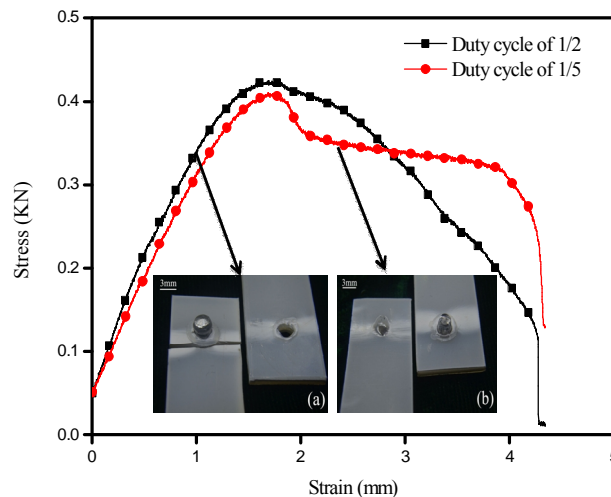 0.5
0.4
0.3
0.2
0.1
0.0
Stress (KN)
Duty cycle of 1/2
Duty cycle of 1/5
3mm
(a)
3mm
(b)
0
1
2
3
4
5
Strain (mm)